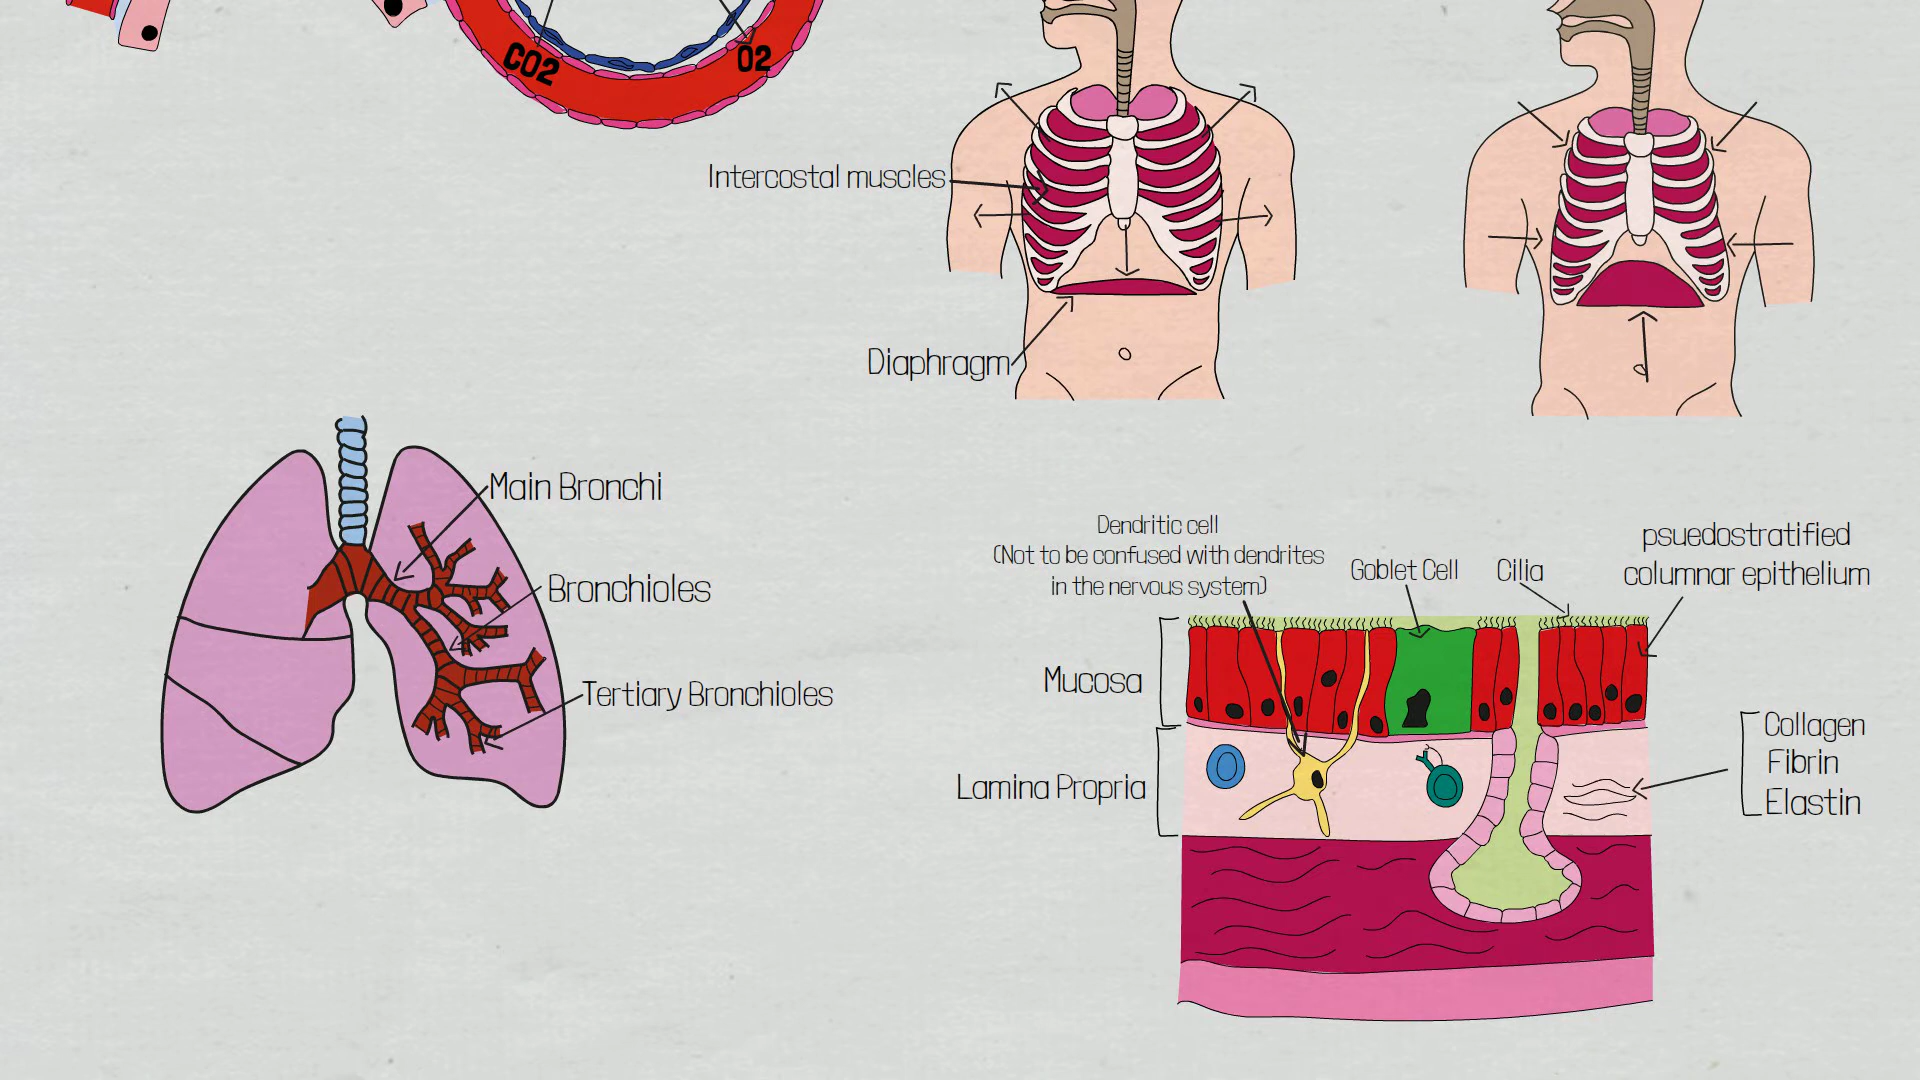 CO2
O2
Intercostal muscles
Diaphragm
Main Bronchi
Bronchioles
Tertiary Bronchioles
Dendritic cell
(Not to be confused with dendrites
in the nervous system)
Goblet Cell
Cilia
psuedostratified
columnar epithelium
Mucosa
Lamina Propria
Collagen
Fibrin
Elastin